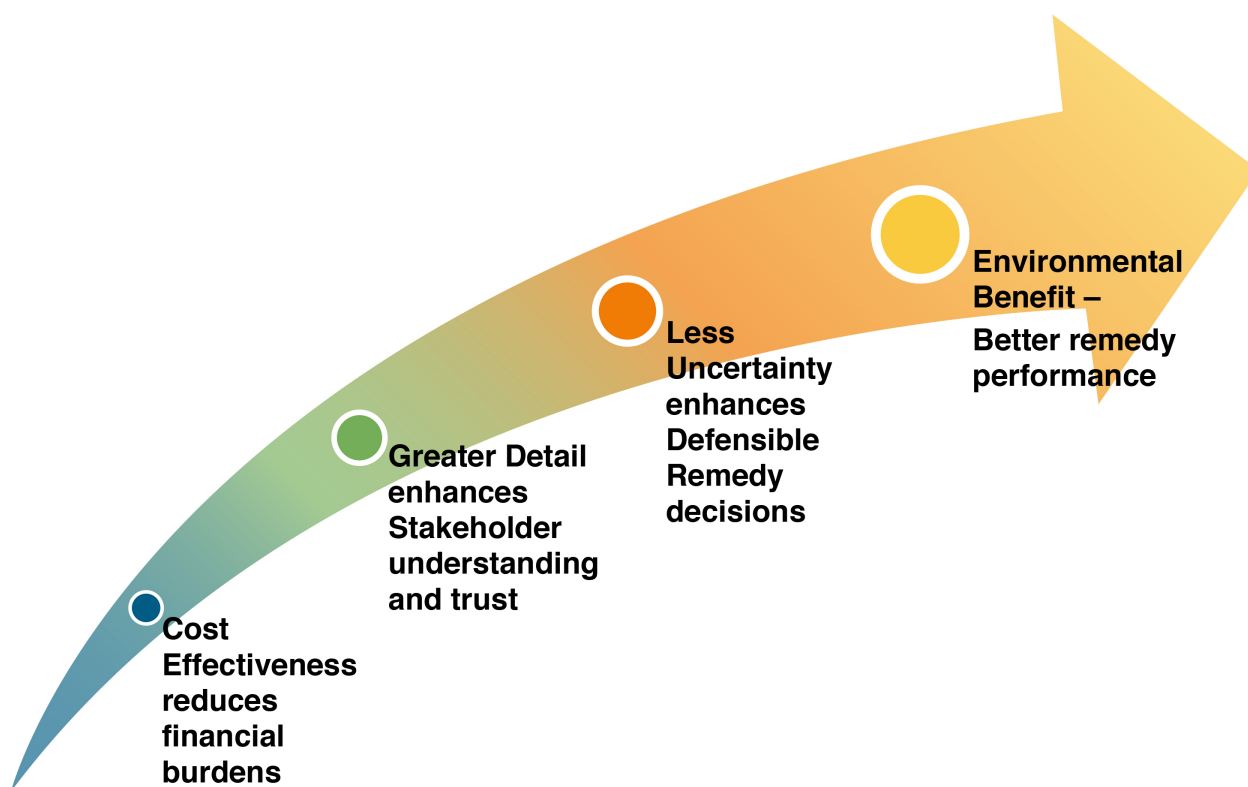 Cost
Effectiveness
reduces
financial
burdens
Greater Detail
enhances
Stakeholder
understanding
and trust
Less
Uncertainty
enhances
Defensible
Remedy
decisions
Environmental
Benefit –
Better remedy
performance